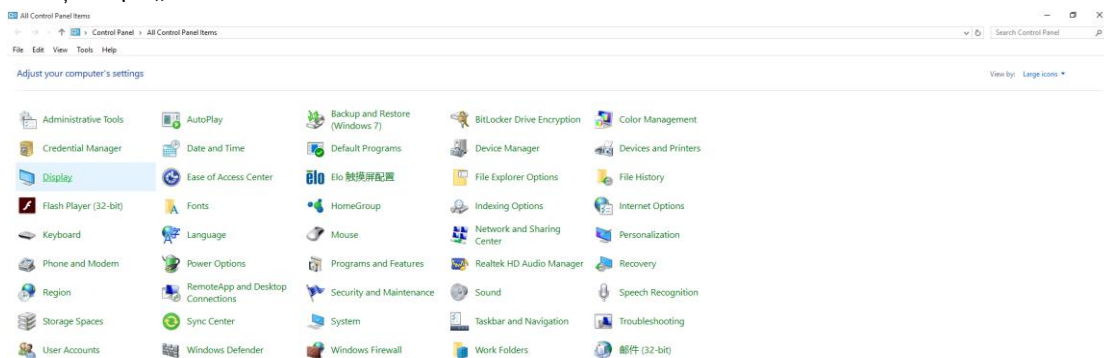 All Control Panel Items
Control Panel > All Control Panel Items
Search Control Panel
File Edit View Tools Help
Adjust your computer's settings
View by: Large icons
Administrative Tools
AutoPlay
Backup and Restore
(Windows 7)
BitLocker Drive Encryption
Color Management
Credential Manager
Date and Time
Default Programs
Device Manager
Devices and Printers
Display
Ease of Access Center
elo
Elo 触摸屏配置
File Explorer Options
File History
Flash Player (32-bit)
Fonts
HomeGroup
Indexing Options
Internet Options
Keyboard
Language
Mouse
Network and Sharing
Center
Personalization
Phone and Modem
Power Options
Programs and Features
Realtek HD Audio Manager
Recovery
Region
RemoteApp and Desktop
Connections
Security and Maintenance
Sound
Speech Recognition
Storage Spaces
Sync Center
System
Taskbar and Navigation
Troubleshooting
User Accounts
Windows Defender
Windows Firewall
Work Folders
邮件 (32-bit)